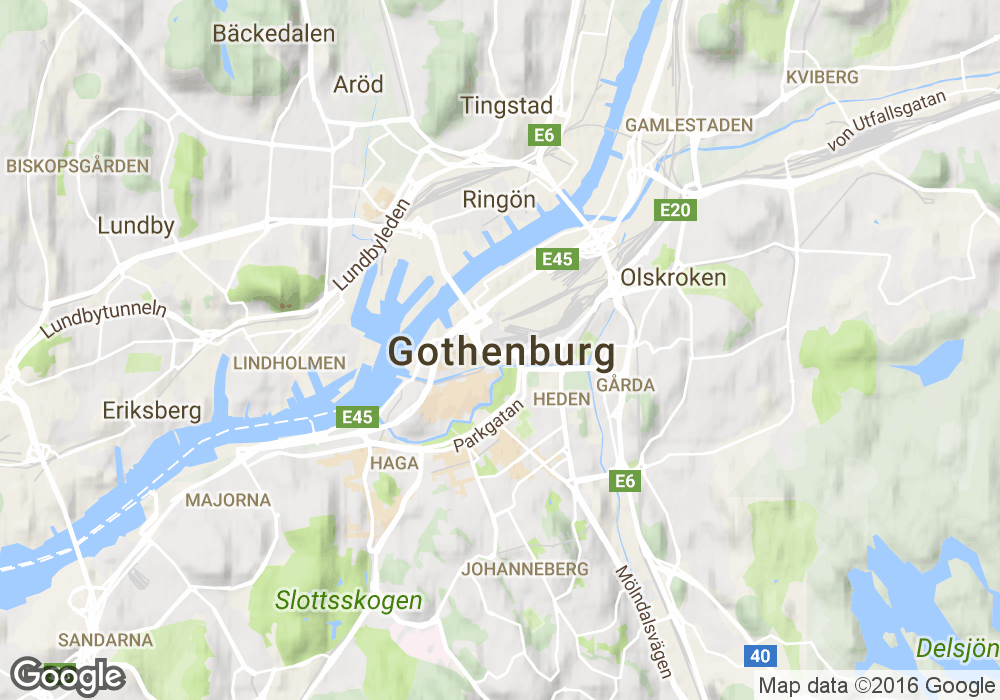 Bäckedalen
Aröd
KVIBERG
Tingstad
von Utfallsgatan
E6
GAMLESTADEN
BISKOPSGÅRDEN
Ringön
E20
Lundby
Lundbyleden
E45
Olskroken
Lundbytunneln
Gothenburg
LINDHOLMEN
GÅRDA
HEDEN
Eriksberg
E45
Parkgatan
HAGA
E6
MAJORNA
JOHANNEBERG
Slottsskogen
Mölndalsvägen
SANDARNA
Delsjön
40
Google
Map data ©2016 Google